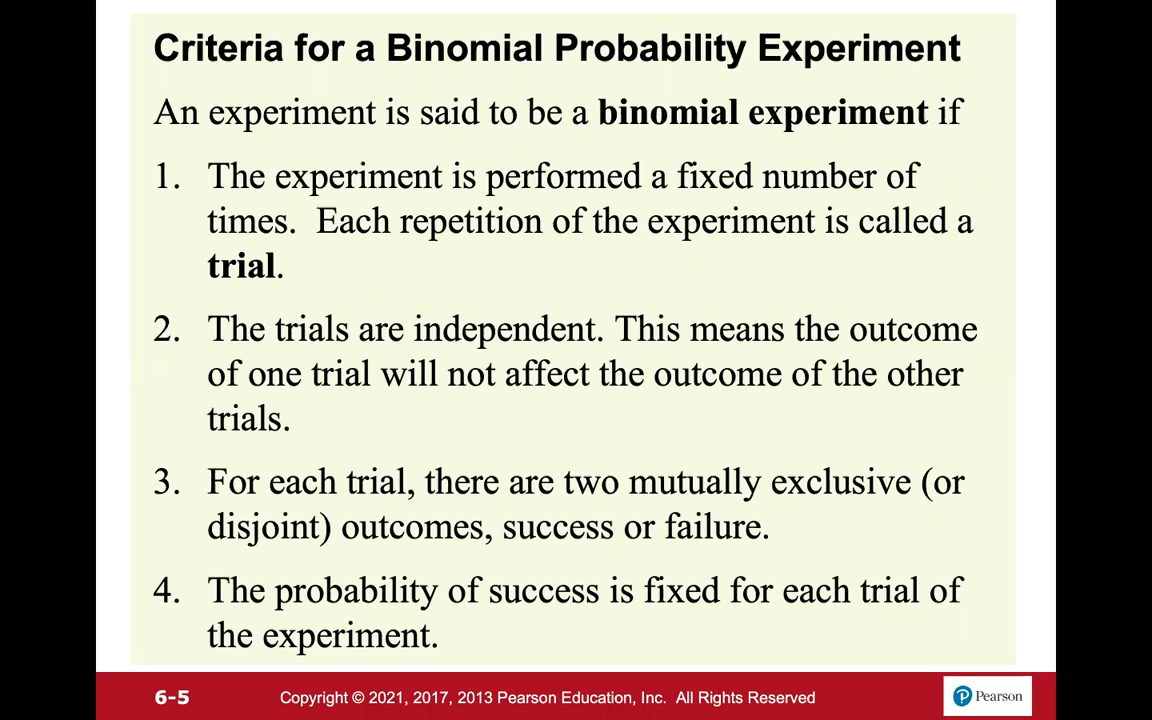 Criteria for a Binomial Probability Experiment
An experiment is said to be a binomial experiment if
1. The experiment is performed a fixed number of
times.  Each repetition of the experiment is called a
trial.
2. The trials are independent. This means the outcome
of one trial will not affect the outcome of the other
trials.
3. For each trial, there are two mutually exclusive (or
disjoint) outcomes, success or failure.
4. The probability of success is fixed for each trial of
the experiment.
6-5 Copyright © 2021, 2017, 2013 Pearson Education, Inc.  All Rights Reserved Pearson